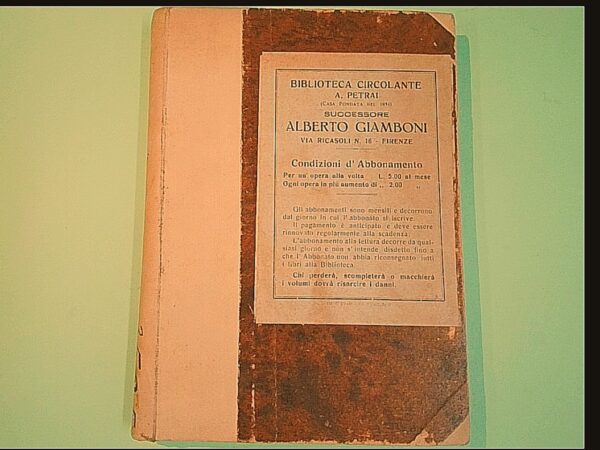 BIBLIOTECA CIRCOLANTE
A. PETRAI
(CASA FONDATA NEL
SUCCESSORE
ALBERTO GIAMBONI
VIA RICASOLI N. 16 - FIRENZE
Condizioni d' Abbonamento
Per un' opera alla volta L. 5.00 al mese
Ogni opera in più aumento di „ 2.00 „
Gli abbonamenti sono mensili e decorrono
dal giorno in cui l' abbonato si iscrive.
Il pagamento è anticipato e deve essere
rinnovato regolarmente alla scadenza.
L'abbonamento alla lettura decorre da qual-
siasi giorno e non s' intende disdetto fino a
che l' Abbonato non abbia riconsegnato tutti
i libri alla Biblioteca.
Chi perderà, scompleterà o macchierà
i volumi dovrà risarcire i danni.